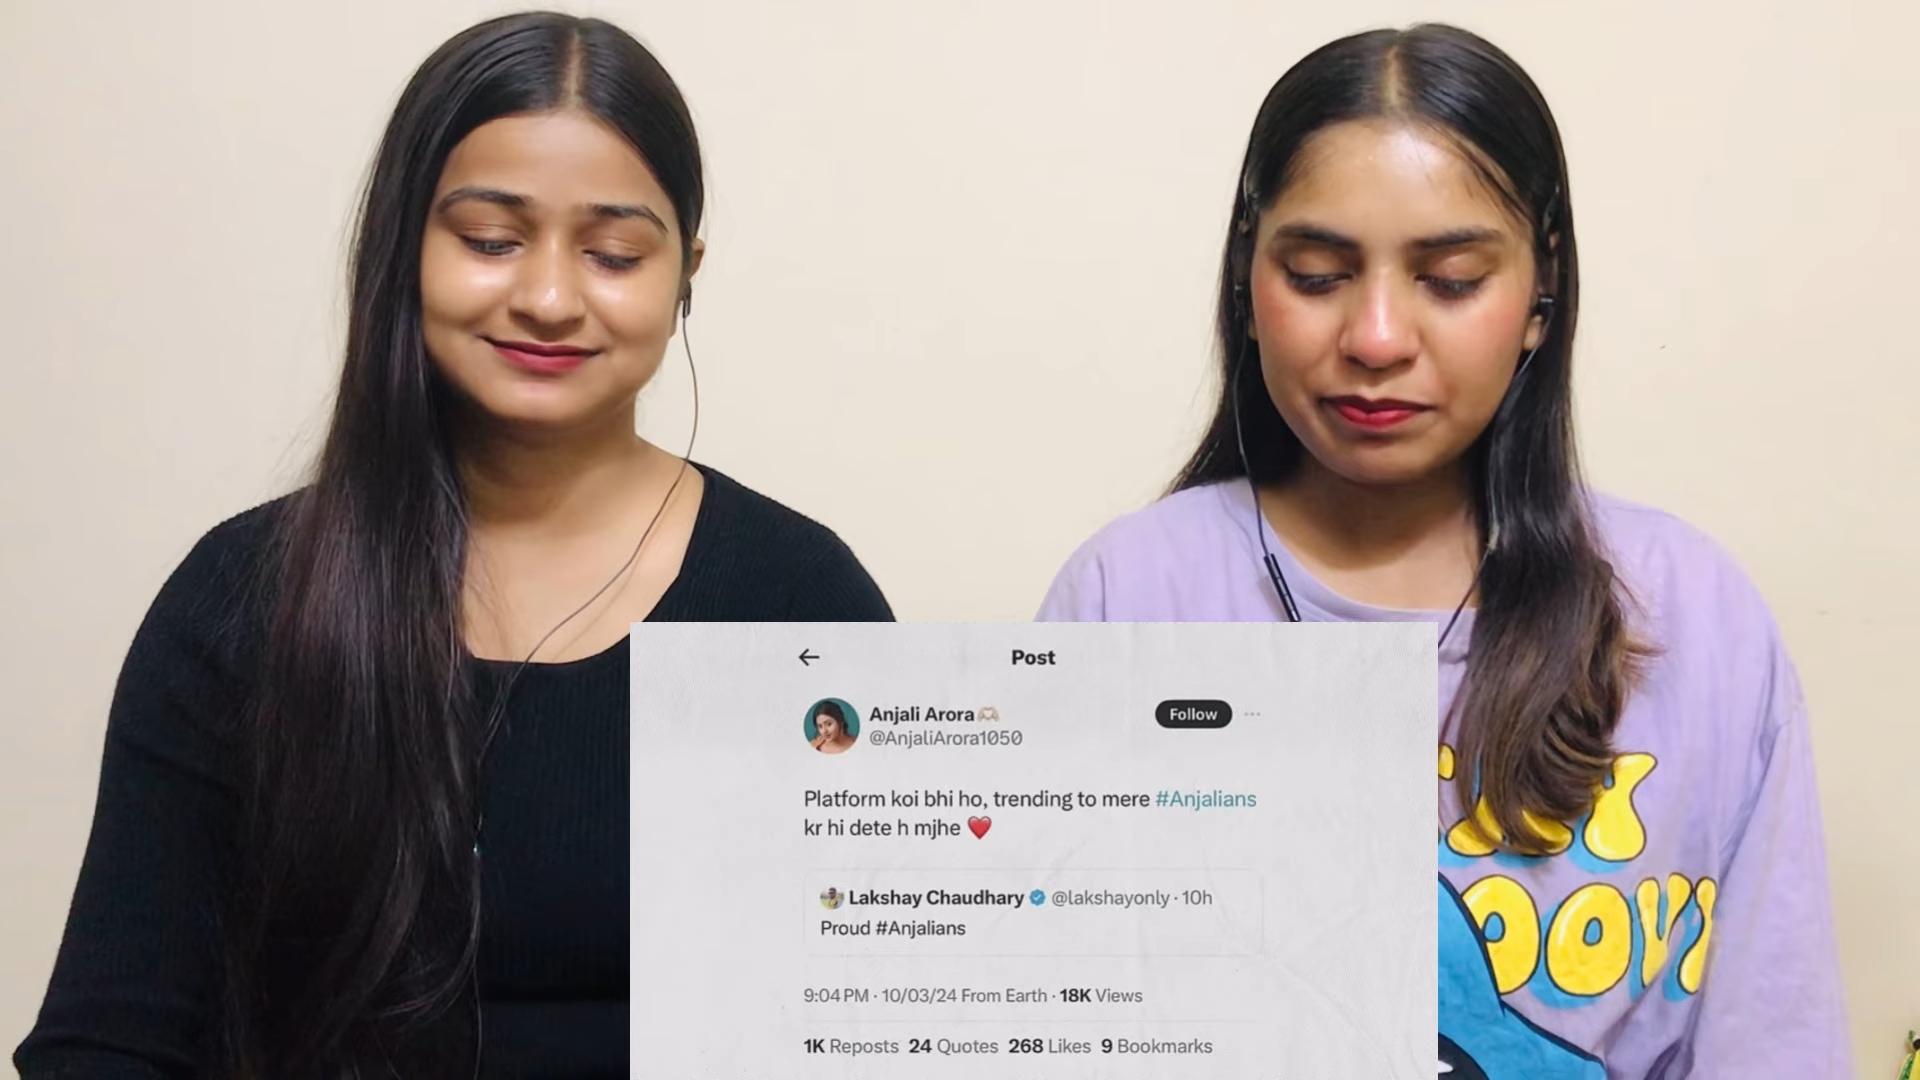 Post
Anjali Arora🫶🏻
@AnjaliArora1050
Follow
Platform koi bhi ho, trending to mere #Anjalians
kr hi dete h mjhe ❤️
Lakshay Chaudhary @lakshayonly · 10h
Proud #Anjalians
9:04 PM · 10/03/24 From Earth · 18K Views
1K Reposts 24 Quotes 268 Likes 9 Bookmarks